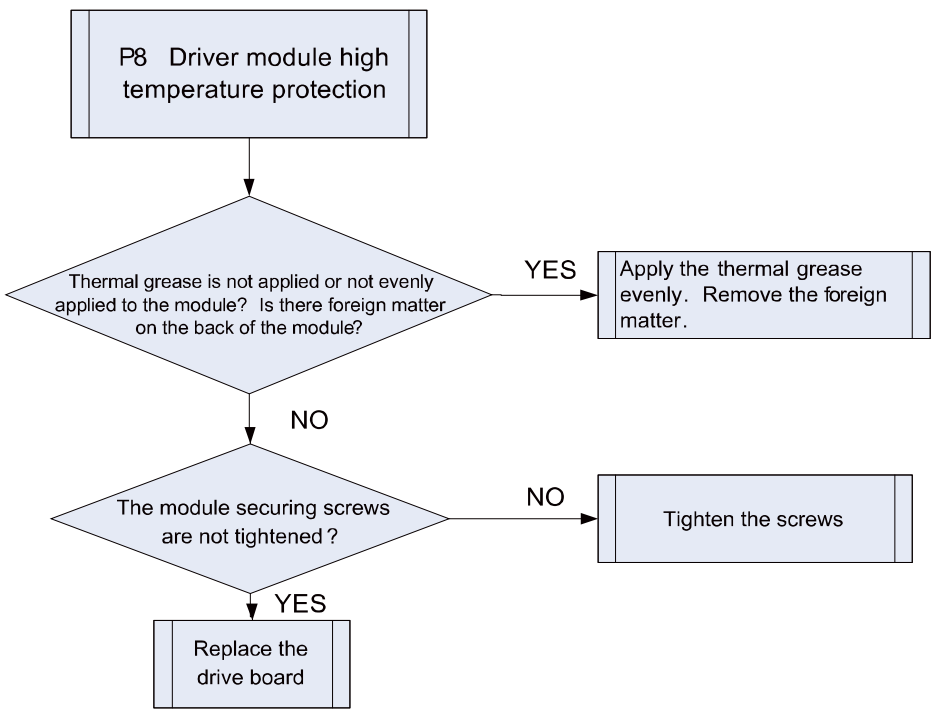 P8 Driver module high
temperature protection
Thermal grease is not applied or not evenly
applied to the module? Is there foreign matter
on the back of the module?
YES
Apply the thermal grease
evenly. Remove the foreign
matter.
NO
The module securing screws
are not tightened?
NO
Tighten the screws
YES
Replace the
drive board